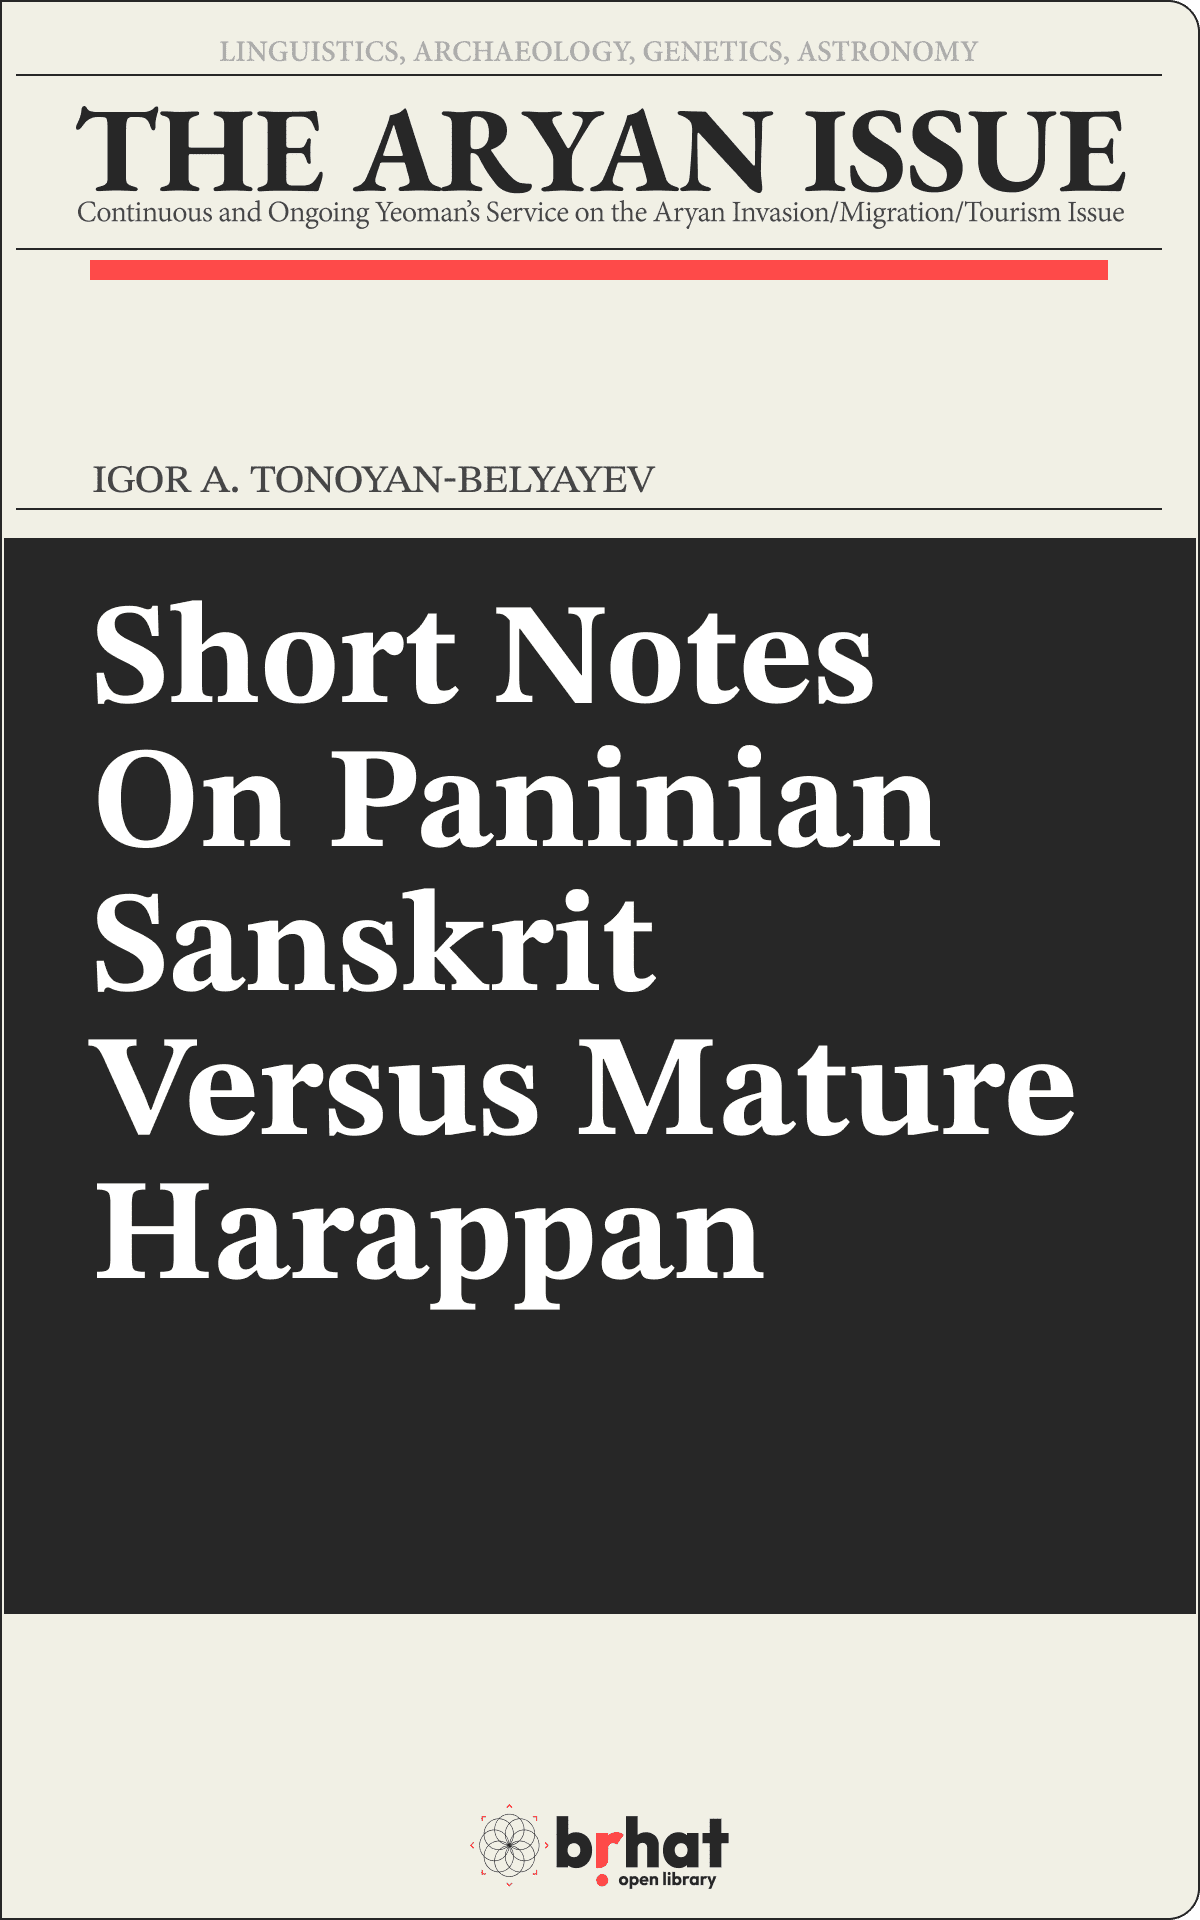 LINGUISTICS, ARCHAEOLOGY, GENETICS, ASTRONOMY
THE ARYAN ISSUE
Continuous and Ongoing Yeoman’s Service on the Aryan Invasion/Migration/Tourism Issue
IGOR A. TONOYAN-BELYAYEV
Short Notes
On Paninian
Sanskrit
Versus Mature
Harappan
bṛhat
open library